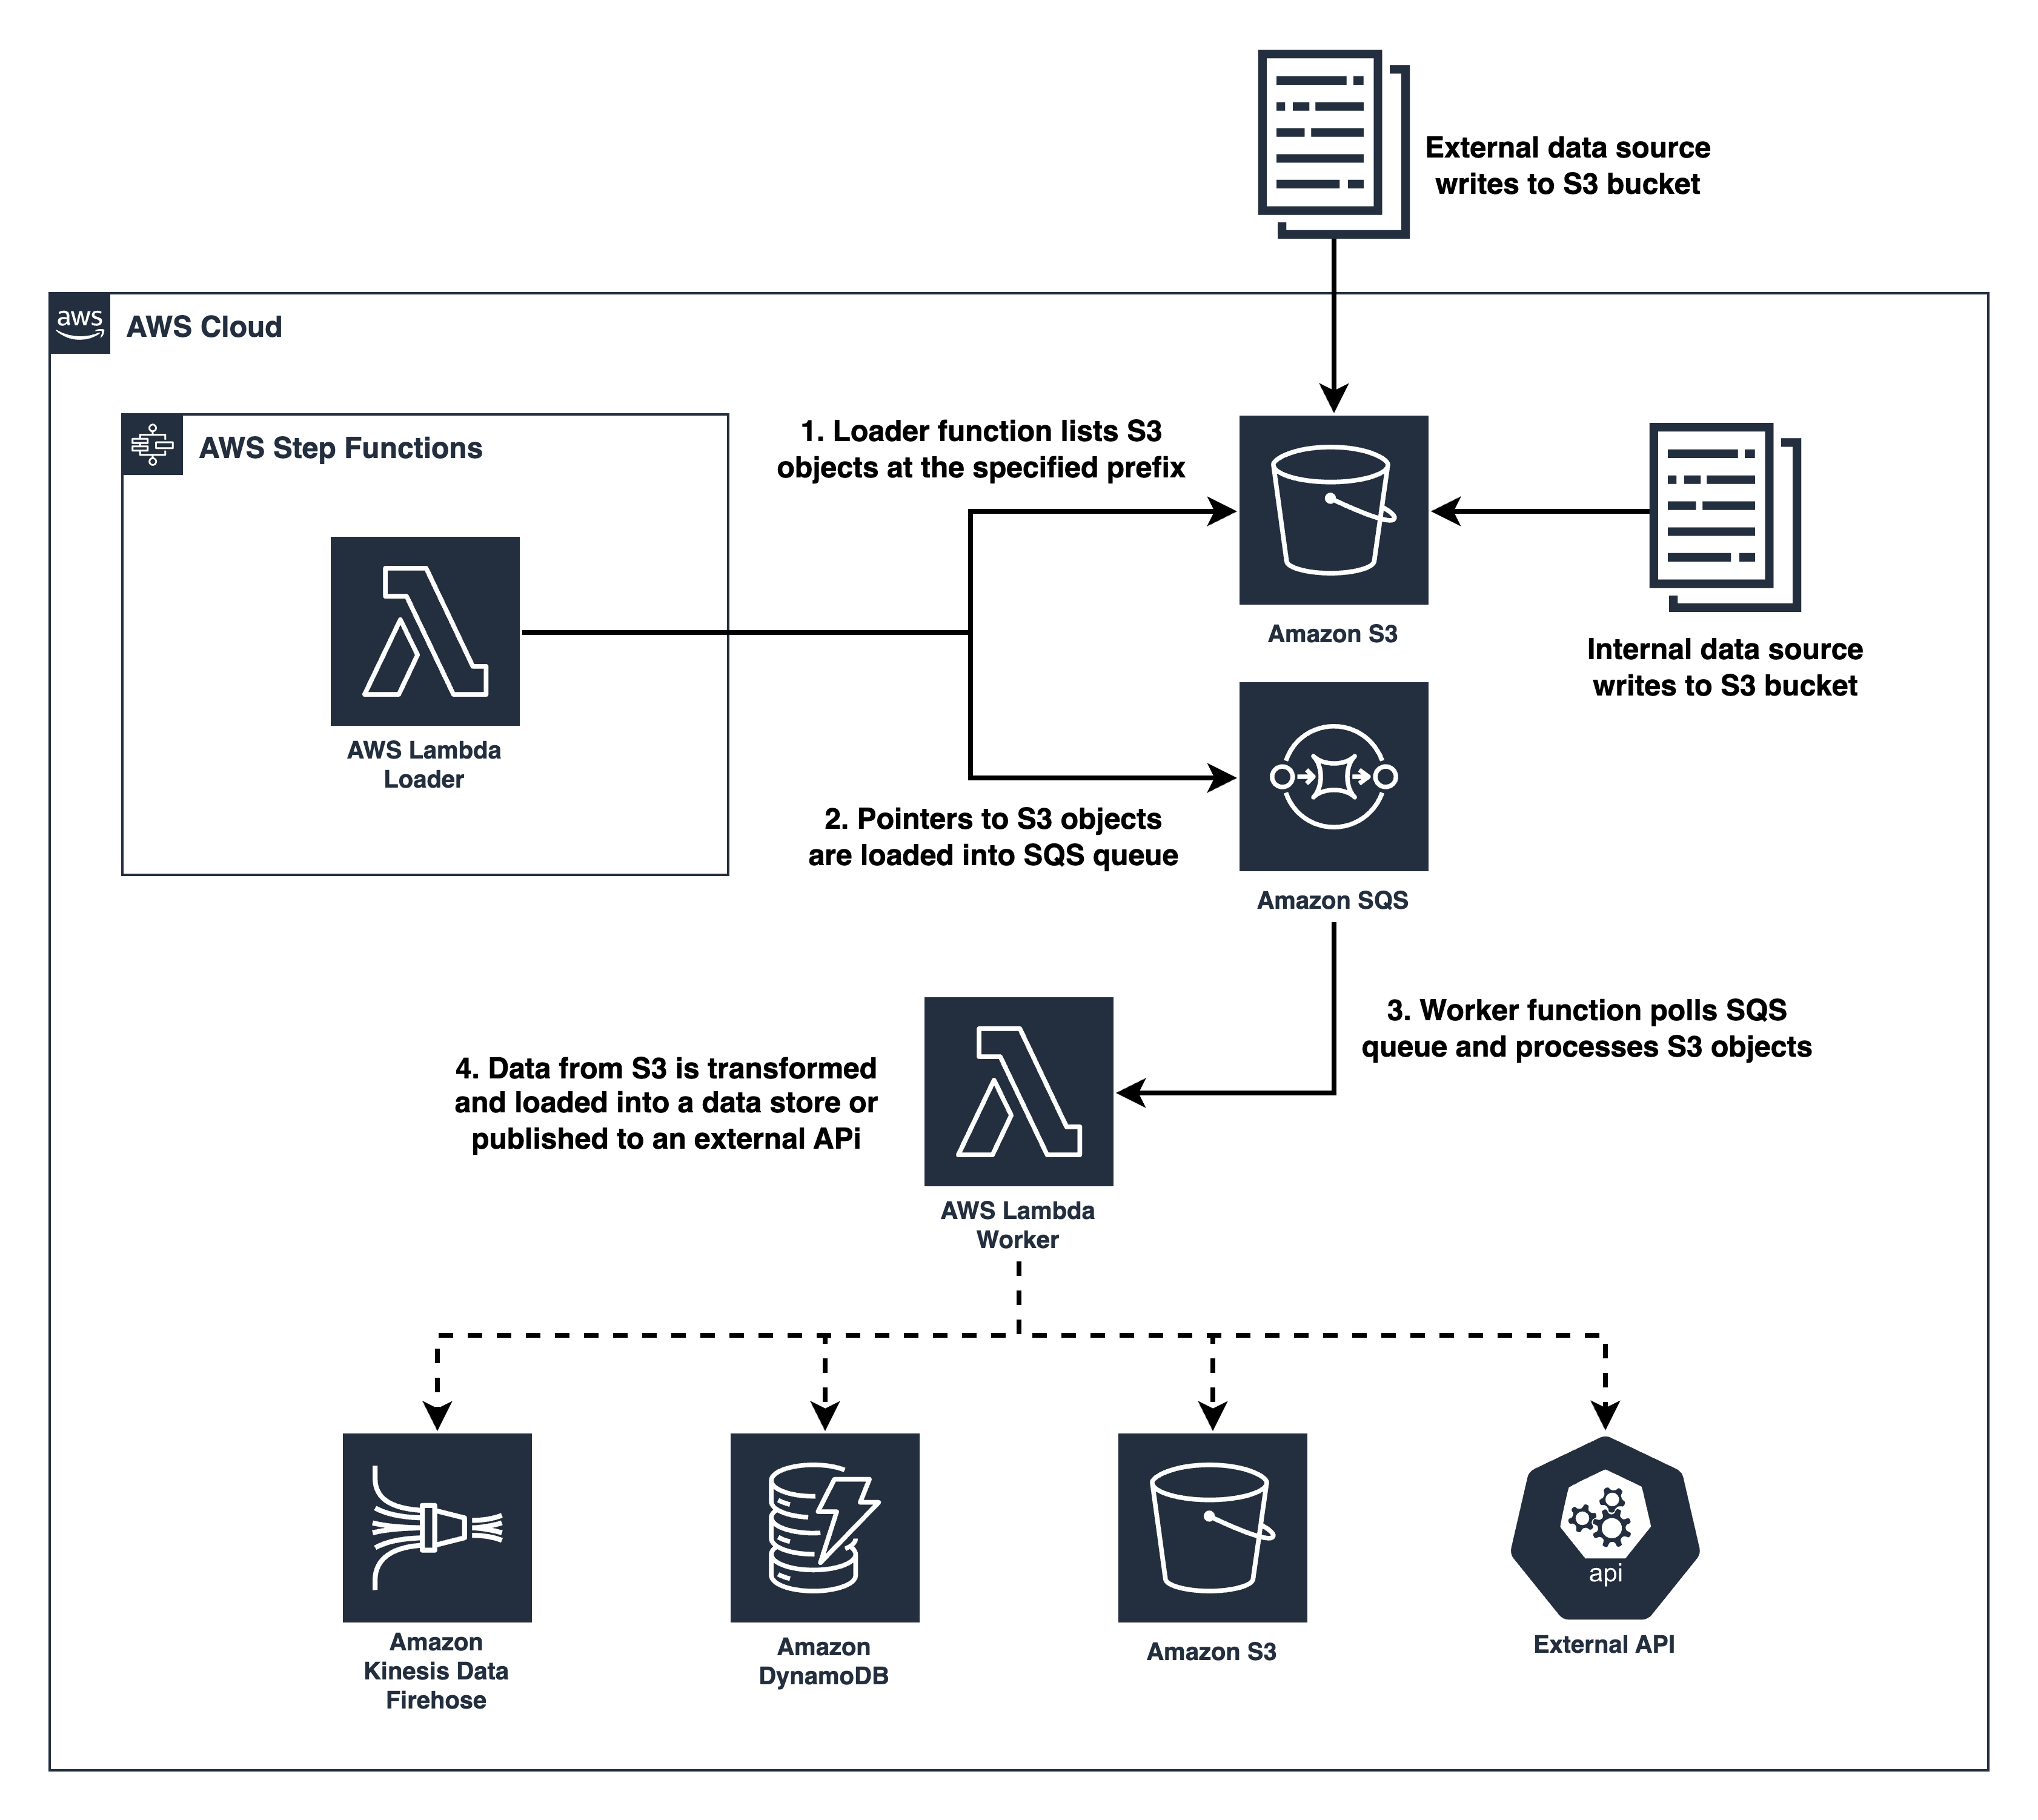 External data source
writes to S3 bucket
aws
AWS Cloud
AWS Step Functions
1. Loader function lists S3
objects at the specified prefix
Amazon S3
Internal data source
writes to S3 bucket
AWS Lambda
Loader
2. Pointers to S3 objects
are loaded into SQS queue
Amazon SQS
3. Worker function polls SQS
queue and processes S3 objects
4. Data from S3 is transformed
and loaded into a data store or
published to an external APi
AWS Lambda
Worker
Amazon
Kinesis Data
Firehose
Amazon
DynamoDB
Amazon S3
api
External API